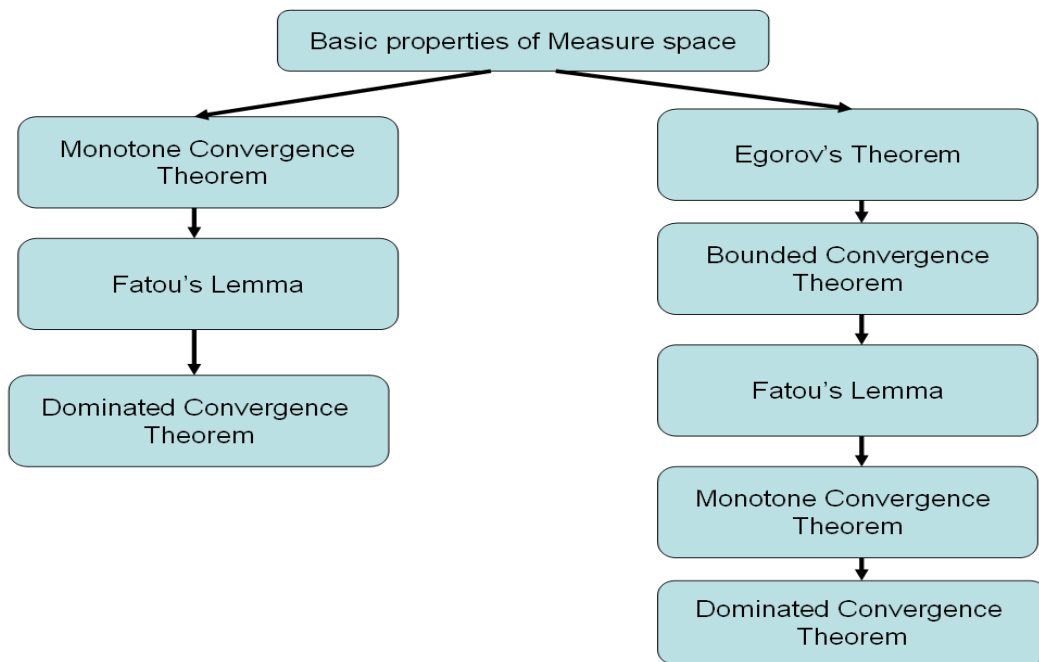 Basic properties of Measure space
Monotone Convergence
Theorem
Fatou's Lemma
Dominated Convergence
Theorem
Egorov's Theorem
Bounded Convergence
Theorem
Fatou's Lemma
Monotone Convergence
Theorem
Dominated Convergence
Theorem